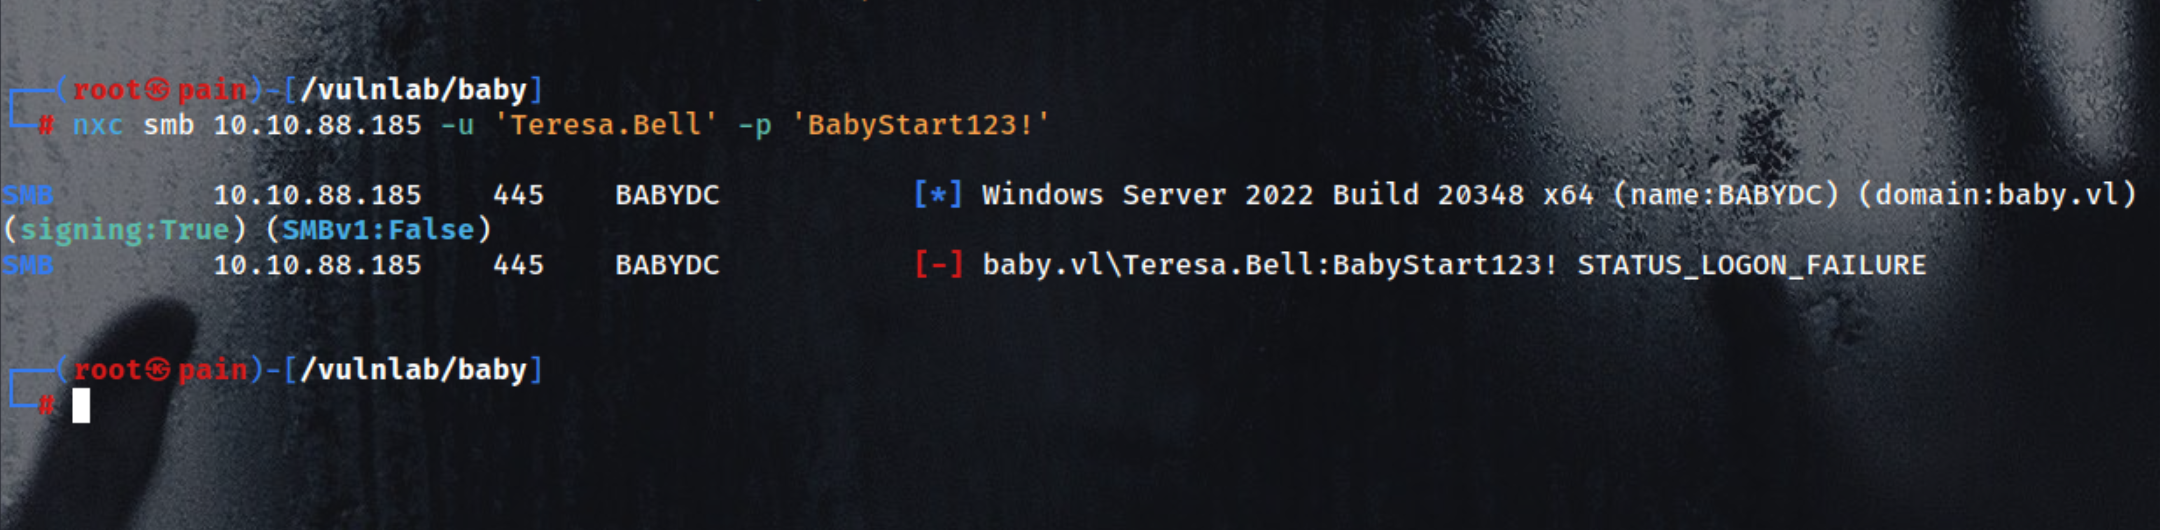 ┌──(root㉿pain)-[/vulnlab/baby]
└─# nxc smb 10.10.88.185 -u 'Teresa.Bell' -p 'BabyStart123!'
SMB 10.10.88.185 445 BABYDC [*] Windows Server 2022 Build 20348 x64 (name:BABYDC) (domain:baby.vl)
(signing:True) (SMBv1:False)
SMB 10.10.88.185 445 BABYDC [-] baby.vl\Teresa.Bell:BabyStart123! STATUS_LOGON_FAILURE
┌──(root㉿pain)-[/vulnlab/baby]
└─#